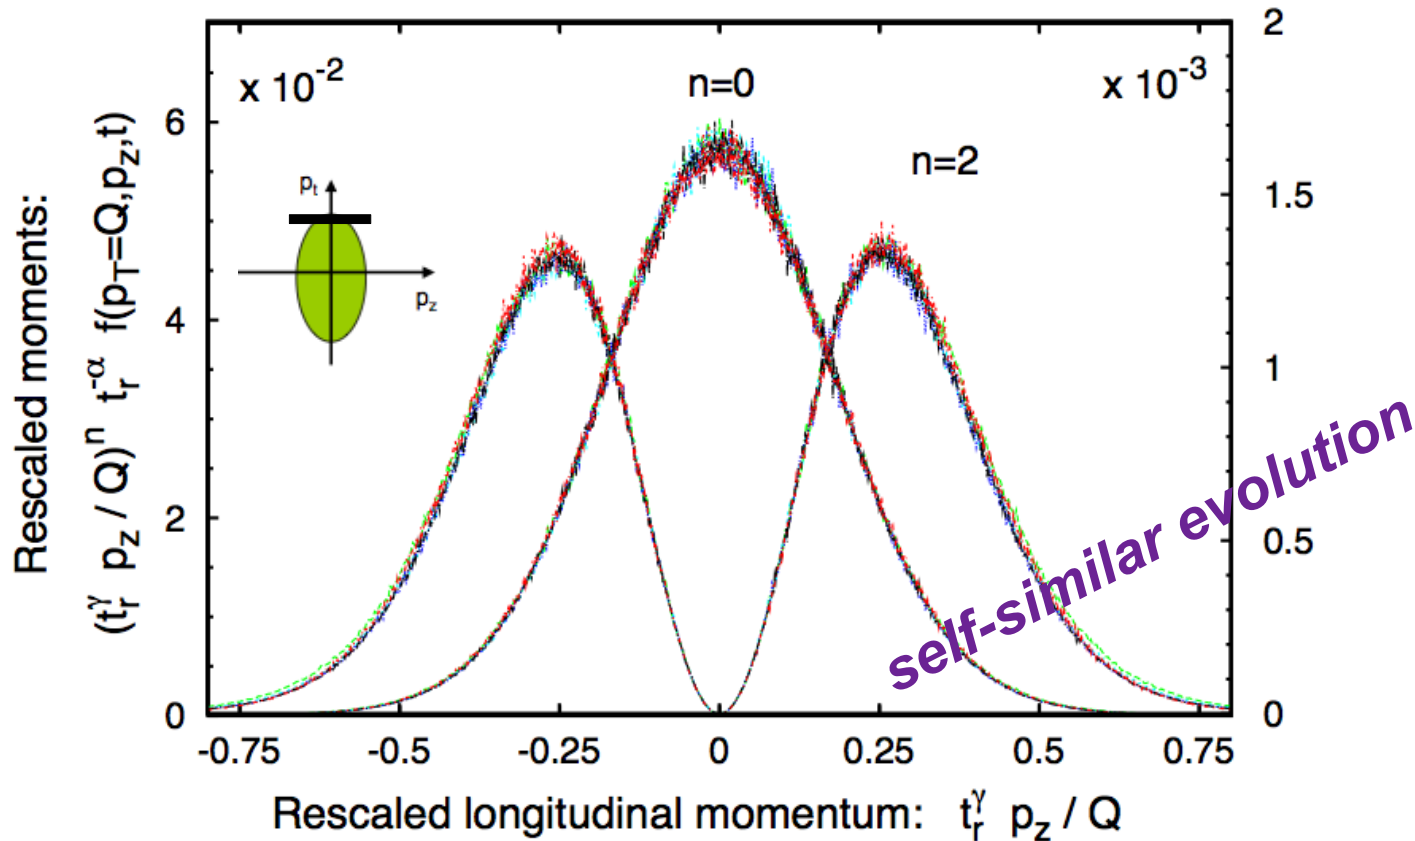 x 10^-2
n=0
x 10^-3
n=2
p_t
p_z
Rescaled moments:
(t_r^γ p_z / Q)^n t_r^-α f(p_T=Q,p_z,t)
6
4
2
0
2
1.5
1
0.5
0
self-similar evolution
-0.75 -0.5 -0.25 0 0.25 0.5 0.75
Rescaled longitudinal momentum: t_r^γ p_z / Q